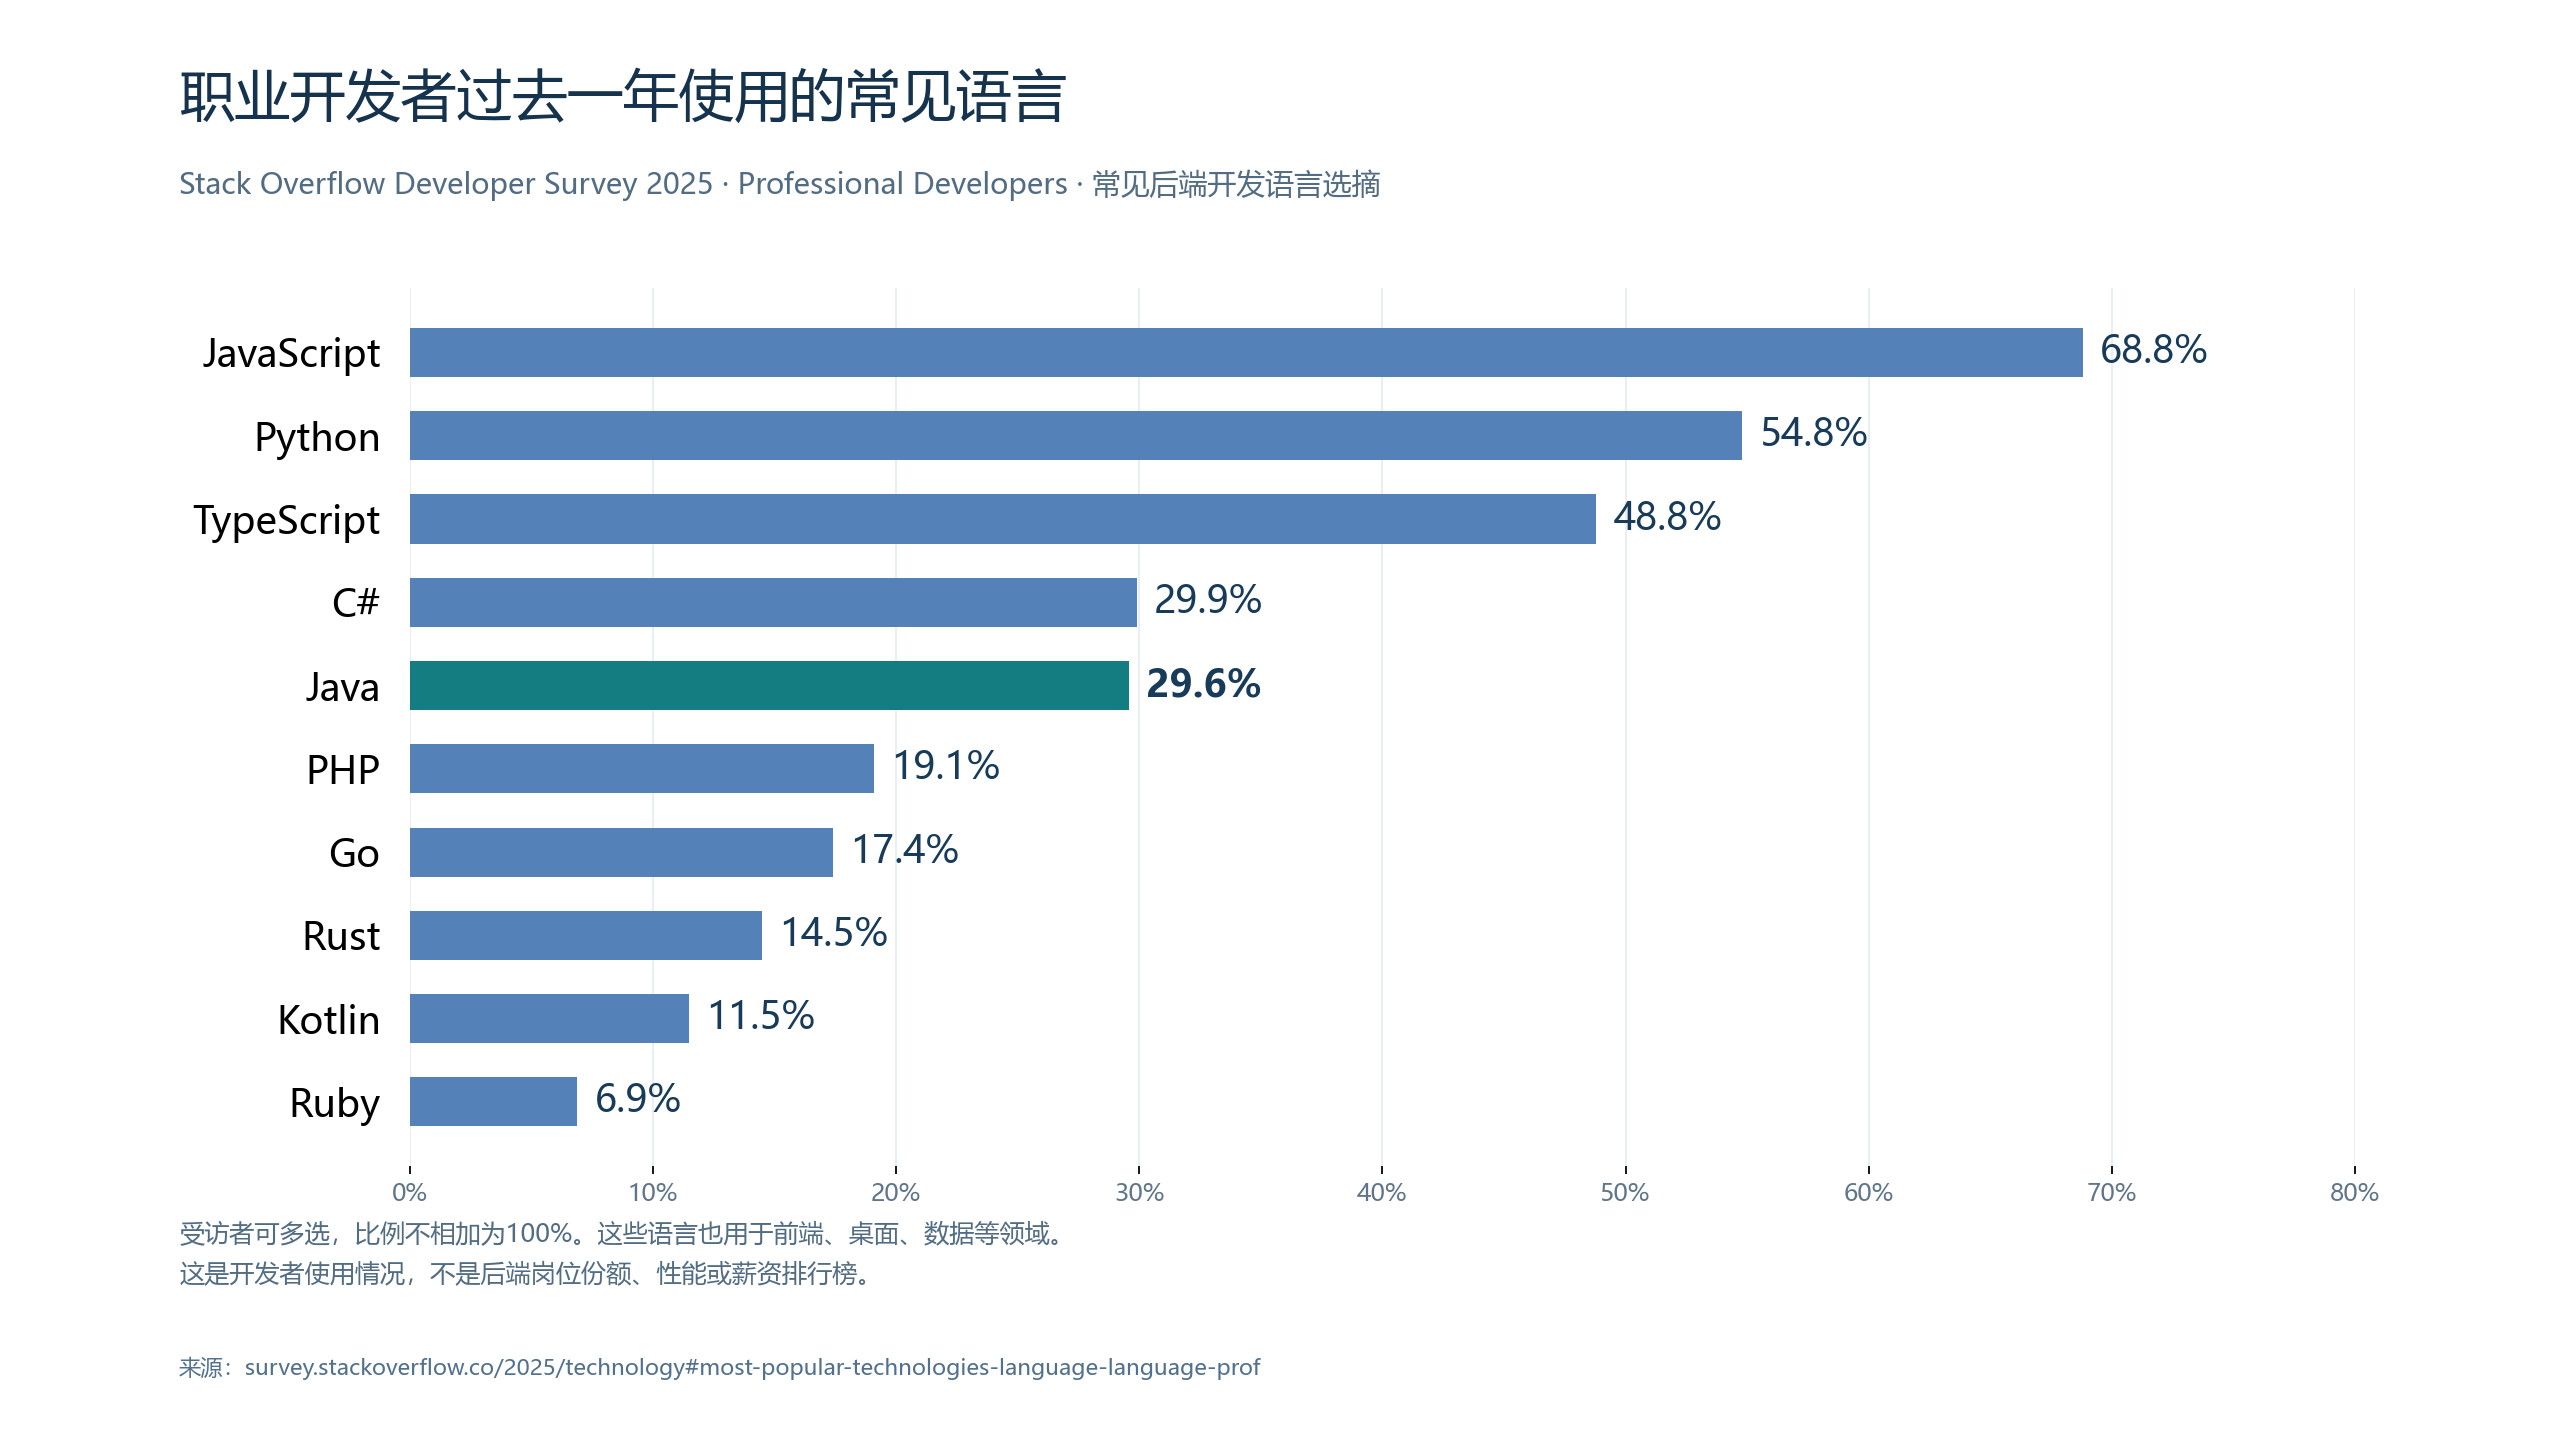 职业开发者过去一年使用的常见语言
Stack Overflow Developer Survey 2025 · Professional Developers · 常见后端开发语言选摘
JavaScript 68.8%
Python 54.8%
TypeScript 48.8%
C# 29.9%
Java 29.6%
PHP 19.1%
Go 17.4%
Rust 14.5%
Kotlin 11.5%
Ruby 6.9%
0% 10% 20% 30% 40% 50% 60% 70% 80%
受访者可多选，比例不相加为100%。这些语言也用于前端、桌面、数据等领域。
这是开发者使用情况，不是后端岗位份额、性能或薪资排行榜。
来源：survey.stackoverflow.co/2025/technology#most-popular-technologies-language-language-prof